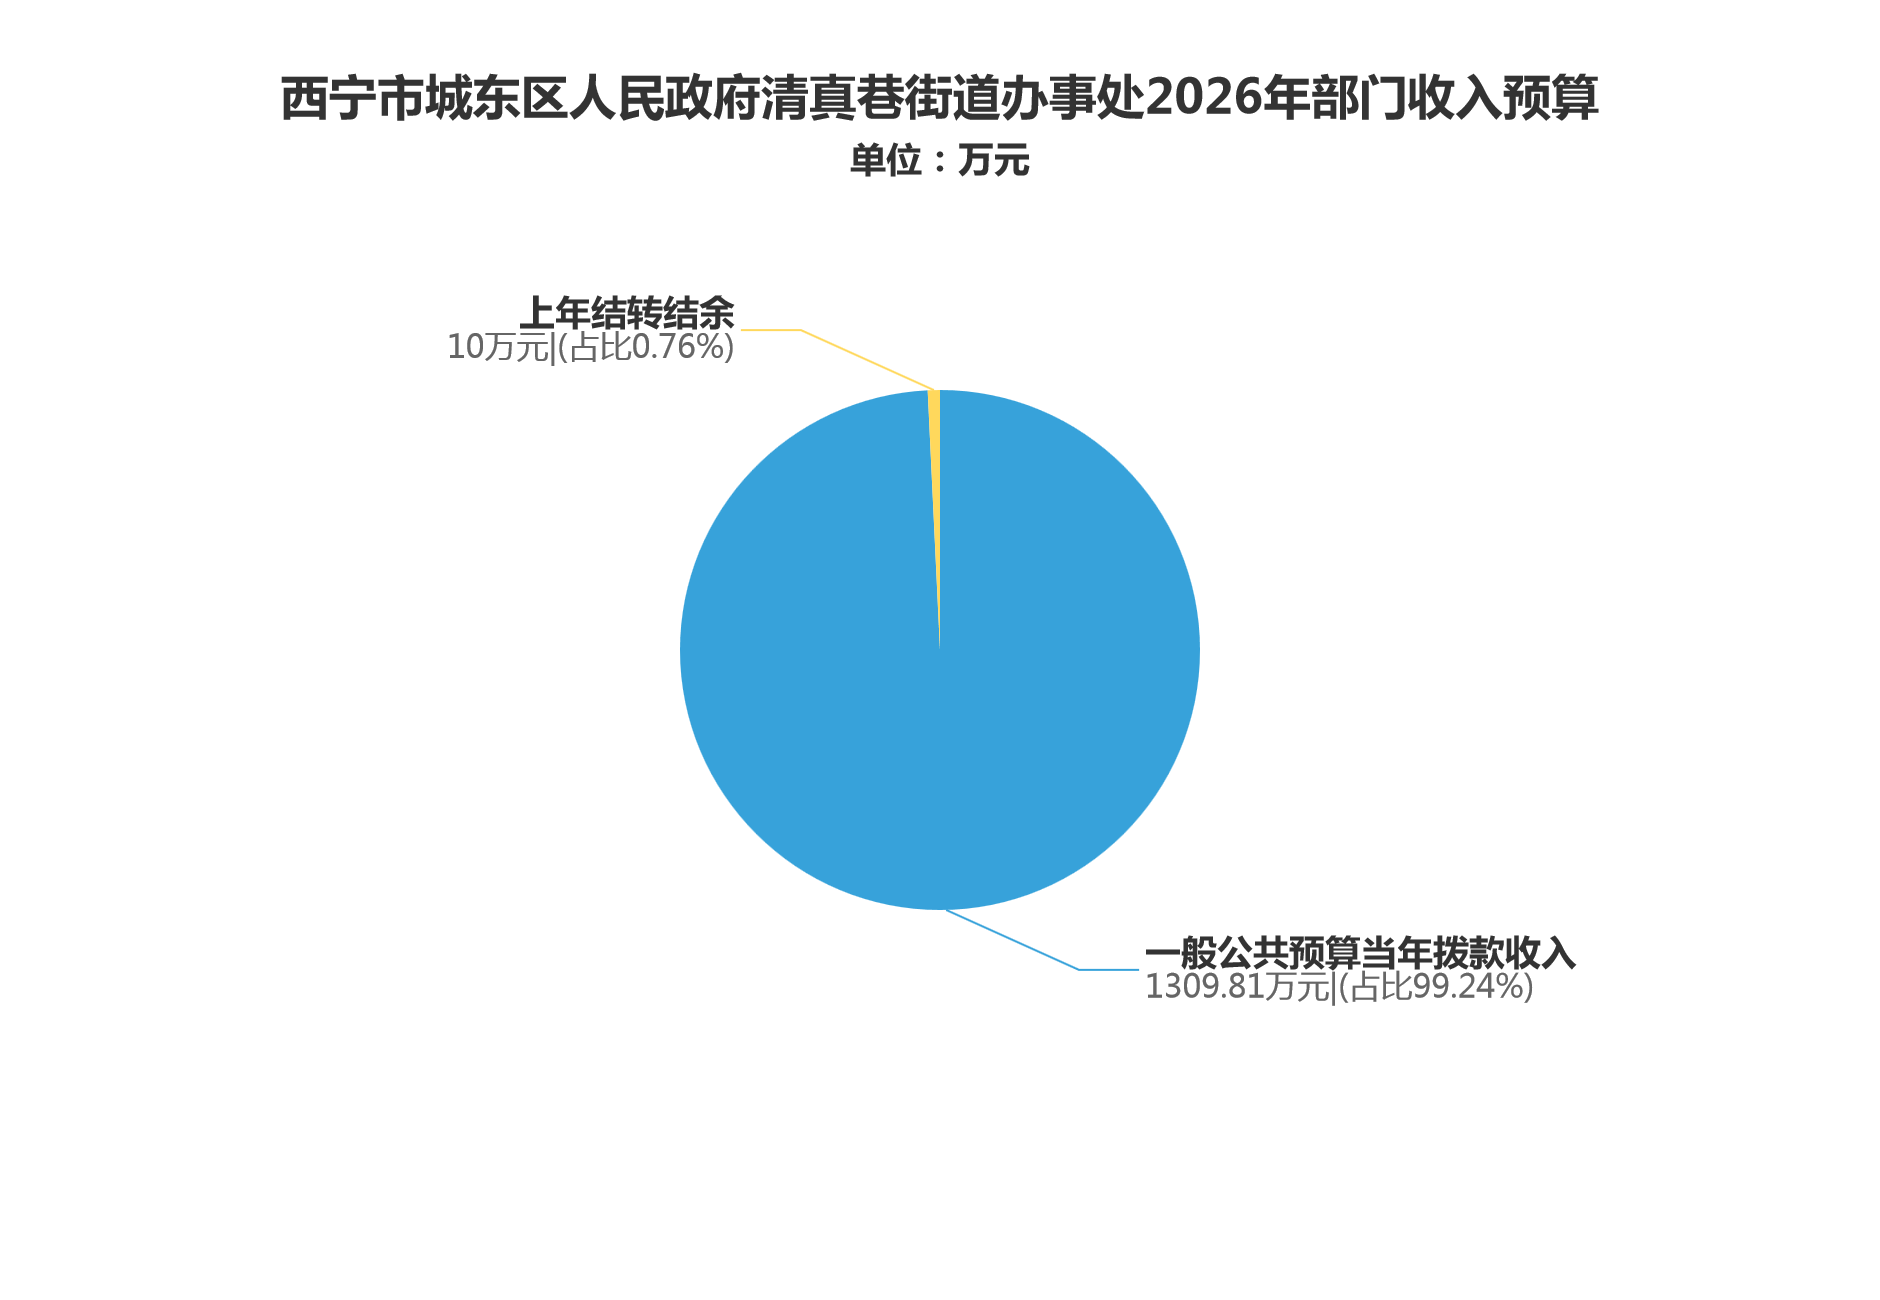 西宁市城东区人民政府清真巷街道办事处2026年部门收入预算
单位：万元
上年结转结余
10万元|(占比0.76%)
一般公共预算当年拨款收入
1309.81万元|(占比99.24%)